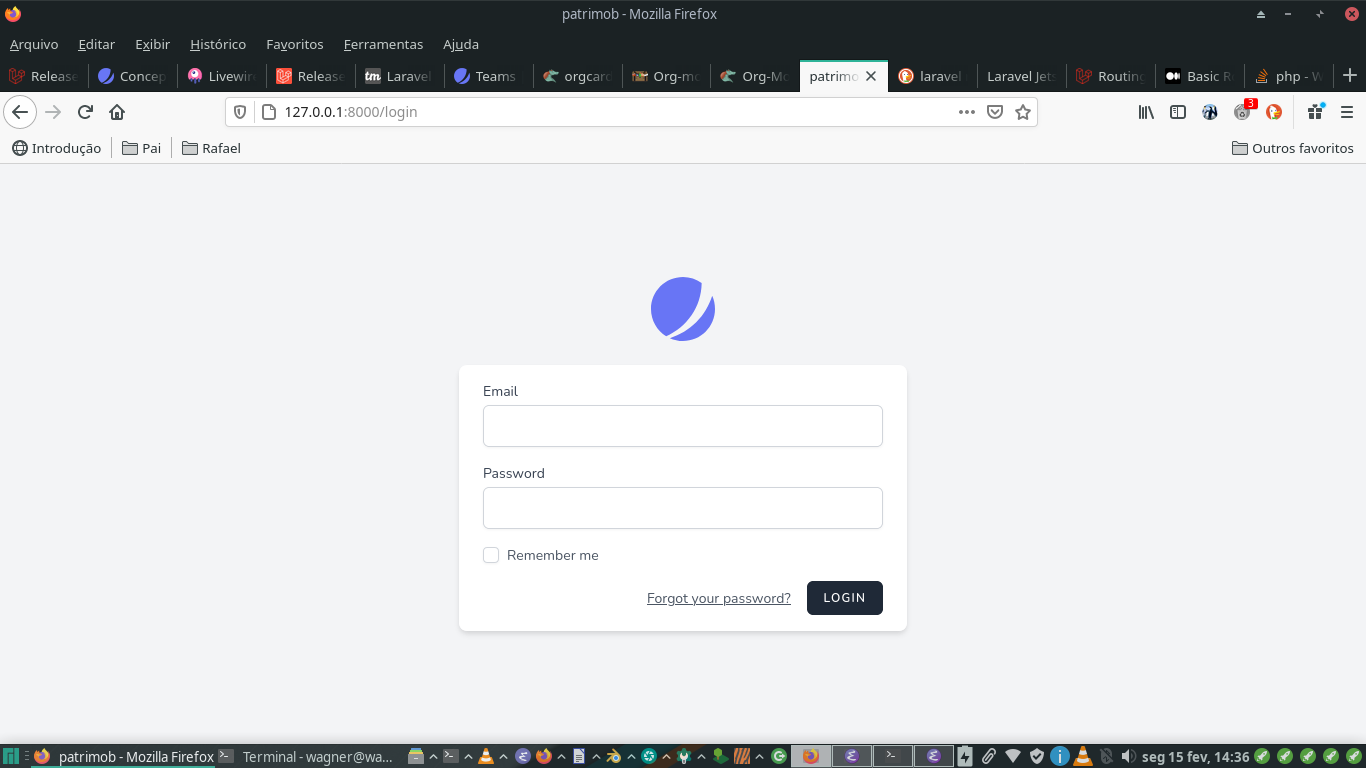 patrimob - Mozilla Firefox
Arquivo Editar Exibir Histórico Favoritos Ferramentas Ajuda
Release Concep Livewir Release tm Laravel Teams orgcard Org-mo Org-Mo patrimo laravel Laravel Jets Routing Basic R php - W
127.0.0.1:8000/login 3
Introdução Pai Rafael Outros favoritos
Email
Password
Remember me
Forgot your password? LOGIN
patrimob - Mozilla Firefox Terminal - wagner@wa... seg 15 fev, 14:36